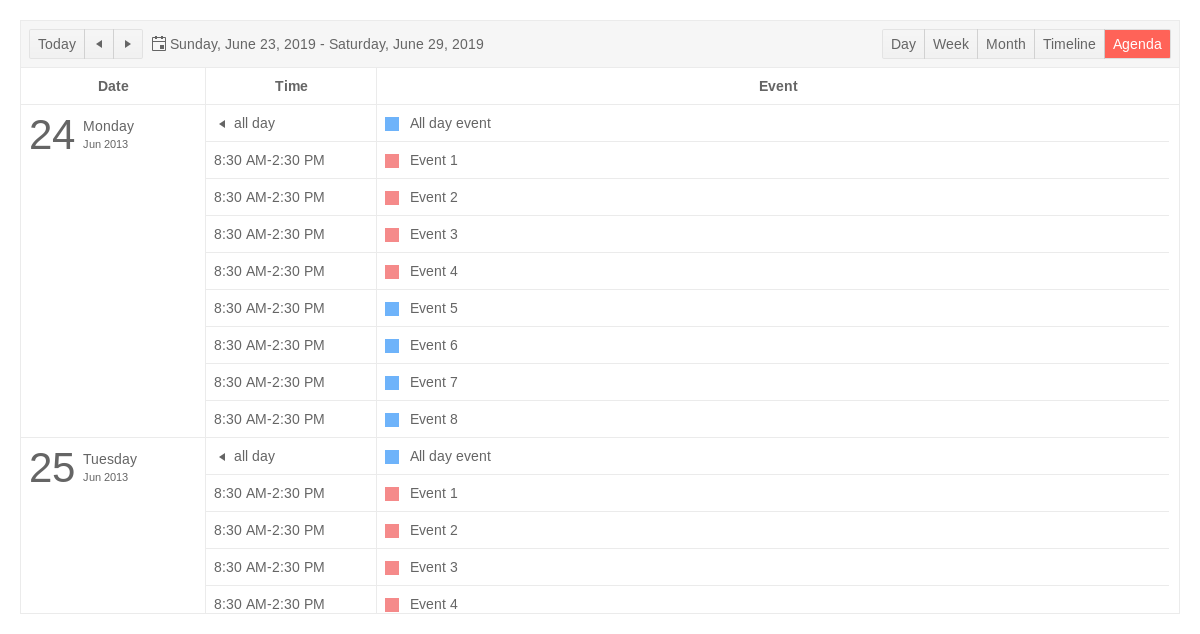 Today Sunday, June 23, 2019 - Saturday, June 29, 2019 Day Week Month Timeline Agenda
Date Time Event
24 Monday
Jun 2013
all day All day event
8:30 AM-2:30 PM Event 1
8:30 AM-2:30 PM Event 2
8:30 AM-2:30 PM Event 3
8:30 AM-2:30 PM Event 4
8:30 AM-2:30 PM Event 5
8:30 AM-2:30 PM Event 6
8:30 AM-2:30 PM Event 7
8:30 AM-2:30 PM Event 8
25 Tuesday
Jun 2013
all day All day event
8:30 AM-2:30 PM Event 1
8:30 AM-2:30 PM Event 2
8:30 AM-2:30 PM Event 3
8:30 AM-2:30 PM Event 4